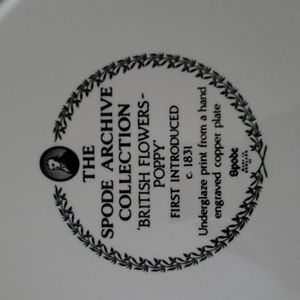 THE
SPODE ARCHIVE
COLLECTION
'BRITISH FLOWERS-
POPPY'
FIRST INTRODUCED
c. 1831
Underglaze print from a hand
engraved copper plate
Spode